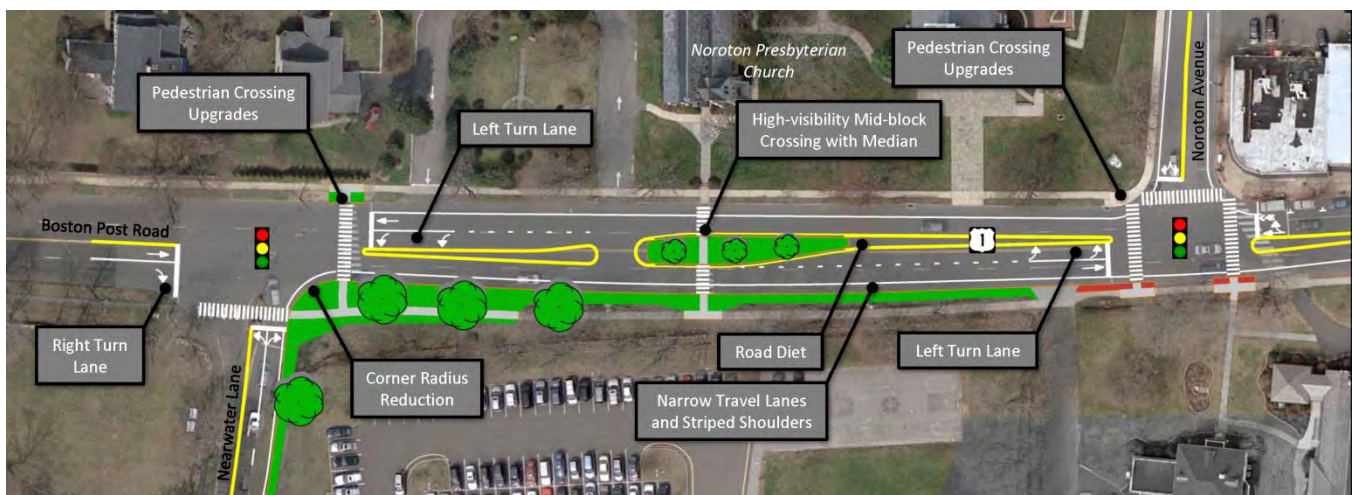 Noroton Presbyterian
Church
Pedestrian Crossing
Upgrades
Noroton Avenue
Pedestrian Crossing
Upgrades
Left Turn Lane
High-visibility Mid-block
Crossing with Median
Boston Post Road
1
Right Turn
Lane
Nearwater Lane
Corner Radius
Reduction
Road Diet
Left Turn Lane
Narrow Travel Lanes
and Striped Shoulders